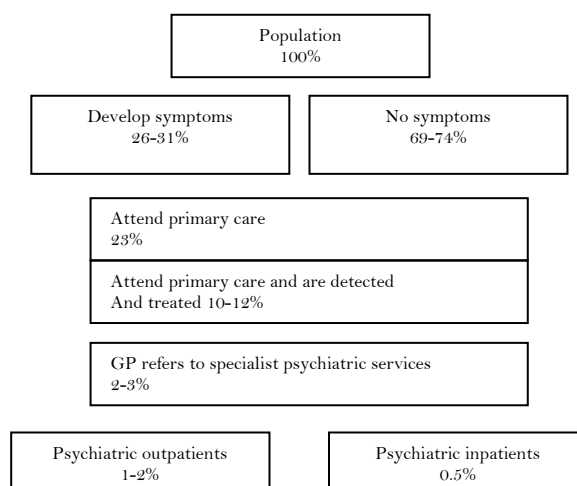 Population
100%
Develop symptoms
26-31%
No symptoms
69-74%
Attend primary care
23%
Attend primary care and are detected
And treated 10-12%
GP refers to specialist psychiatric services
2-3%
Psychiatric outpatients
1-2%
Psychiatric inpatients
0.5%